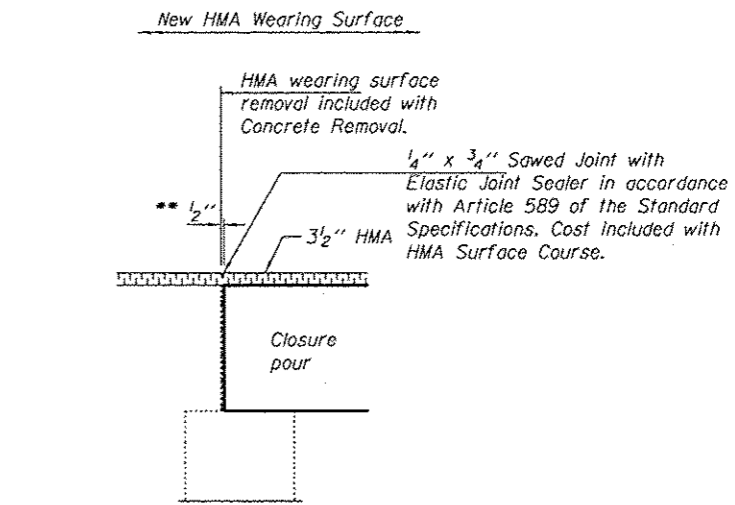 New HMA Wearing Surface
HMA wearing surface
removal included with
Concrete Removal.
1/4" x 3/4" Sawed Joint with
Elastic Joint Sealer in accordance
with Article 589 of the Standard
Specifications. Cost included with
HMA Surface Course.
** 1/2"
3 1/2" HMA
Closure
pour